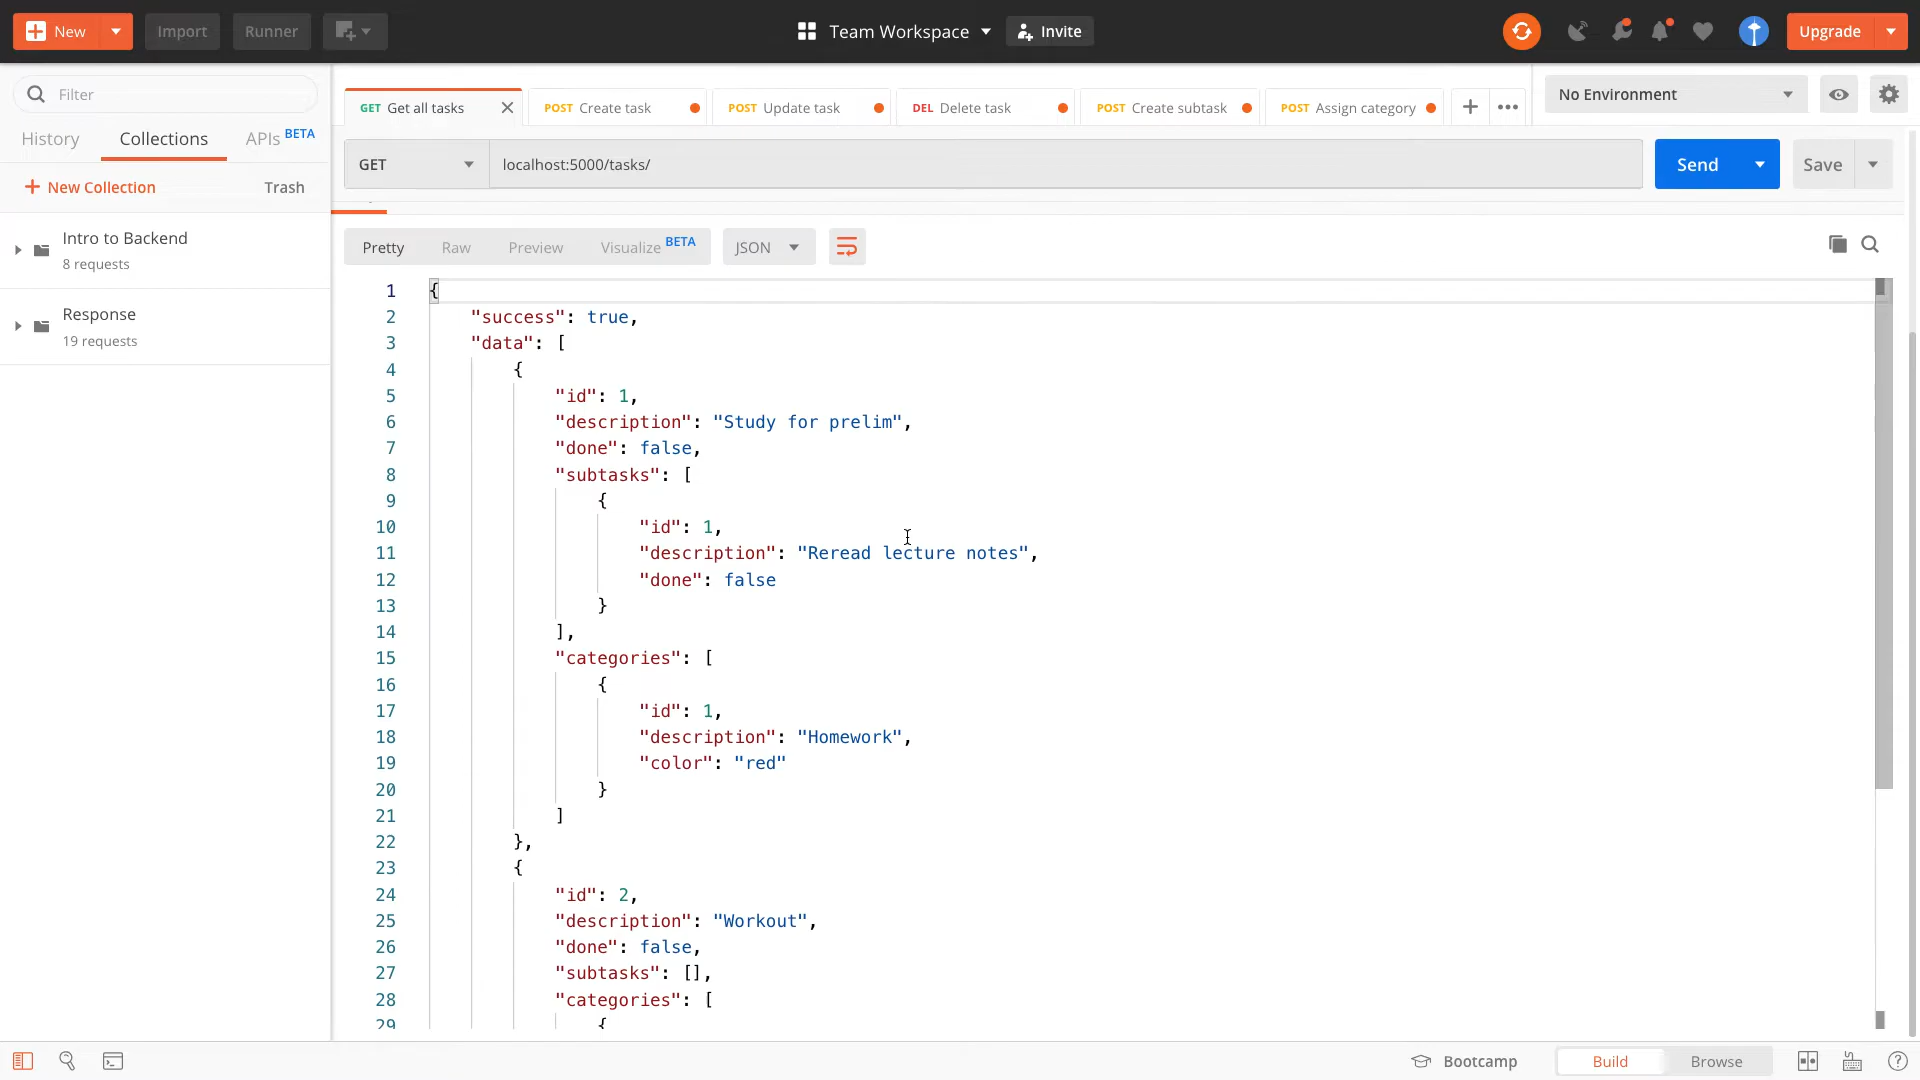 New Import Runner Team Workspace Invite Upgrade
Filter
History Collections APIs BETA
New Collection Trash
Intro to Backend
8 requests
Response
19 requests
GET Get all tasks POST Create task POST Update task DEL Delete task POST Create subtask POST Assign category No Environment
GET localhost:5000/tasks/ Send Save
Pretty Raw Preview Visualize BETA JSON
1 {
2 "success": true,
3 "data": [
4 {
5 "id": 1,
6 "description": "Study for prelim",
7 "done": false,
8 "subtasks": [
9 {
10 "id": 1,
11 "description": "Reread lecture notes",
12 "done": false
13 }
14 ],
15 "categories": [
16 {
17 "id": 1,
18 "description": "Homework",
19 "color": "red"
20 }
21 ]
22 },
23 {
24 "id": 2,
25 "description": "Workout",
26 "done": false,
27 "subtasks": [],
28 "categories": [
29 {
Bootcamp Build Browse